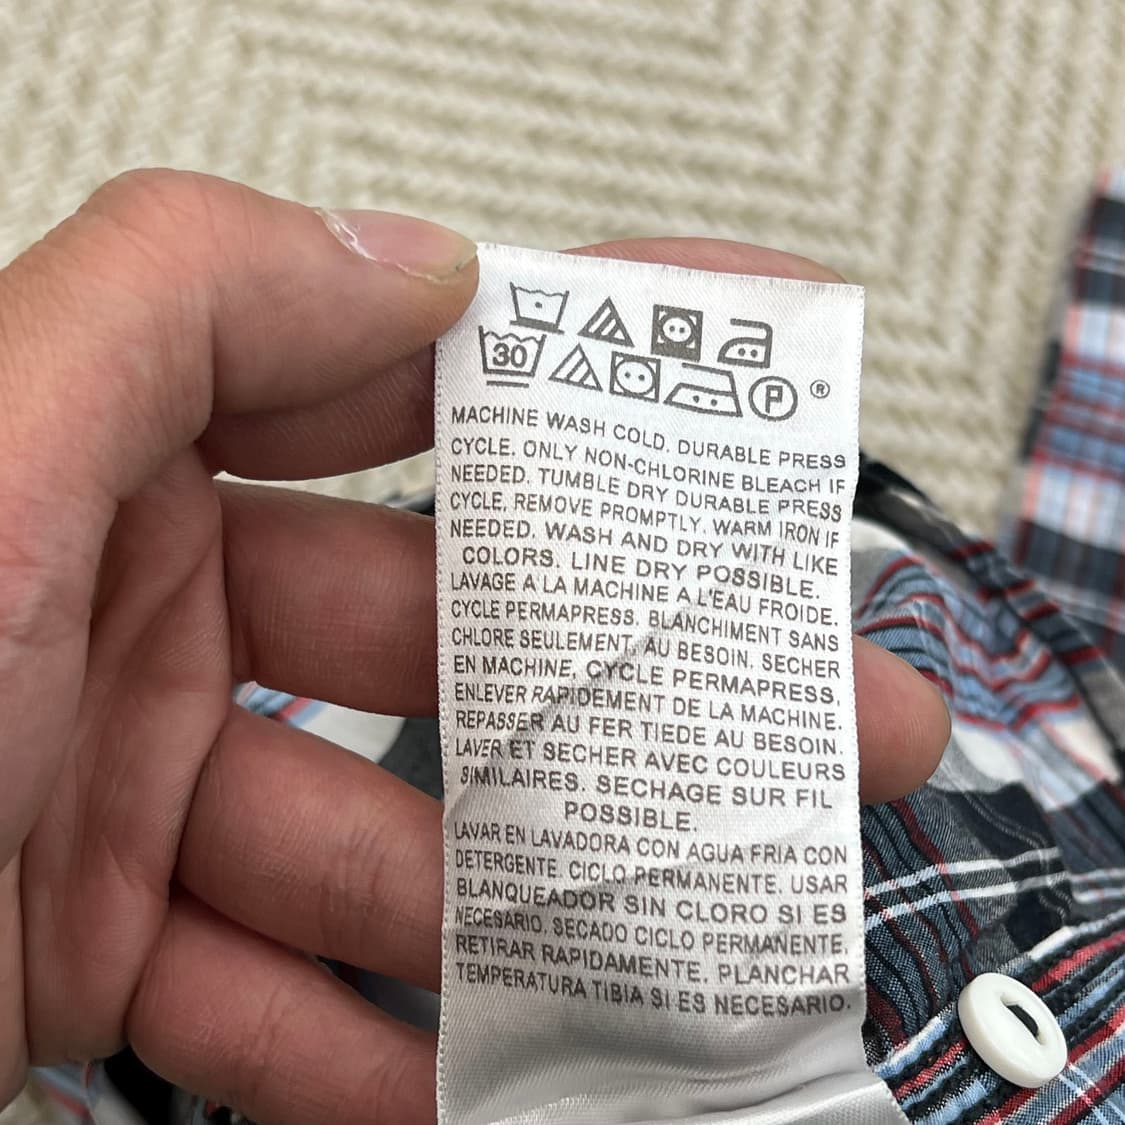 30 P ®
MACHINE WASH COLD. DURABLE PRESS
CYCLE. ONLY NON-CHLORINE BLEACH IF
NEEDED. TUMBLE DRY DURABLE PRESS
CYCLE, REMOVE PROMPTLY. WARM IRON IF
NEEDED. WASH AND DRY WITH LIKE
COLORS. LINE DRY POSSIBLE.
LAVAGE A LA MACHINE A L'EAU FROIDE.
CYCLE PERMAPRESS. BLANCHIMENT SANS
CHLORE SEULEMENT, AU BESOIN. SECHER
EN MACHINE, CYCLE PERMAPRESS,
ENLEVER RAPIDEMENT DE LA MACHINE.
REPASSER AU FER TIEDE AU BESOIN.
LAVER ET SECHER AVEC COULEURS
SIMILAIRES. SECHAGE SUR FIL
POSSIBLE.
LAVAR EN LAVADORA CON AGUA FRIA CON
DETERGENTE. CICLO PERMANENTE. USAR
BLANQUEADOR SIN CLORO SI ES
NECESARIO. SECADO CICLO PERMANENTE,
RETIRAR RAPIDAMENTE. PLANCHAR
TEMPERATURA TIBIA SI ES NECESARIO.